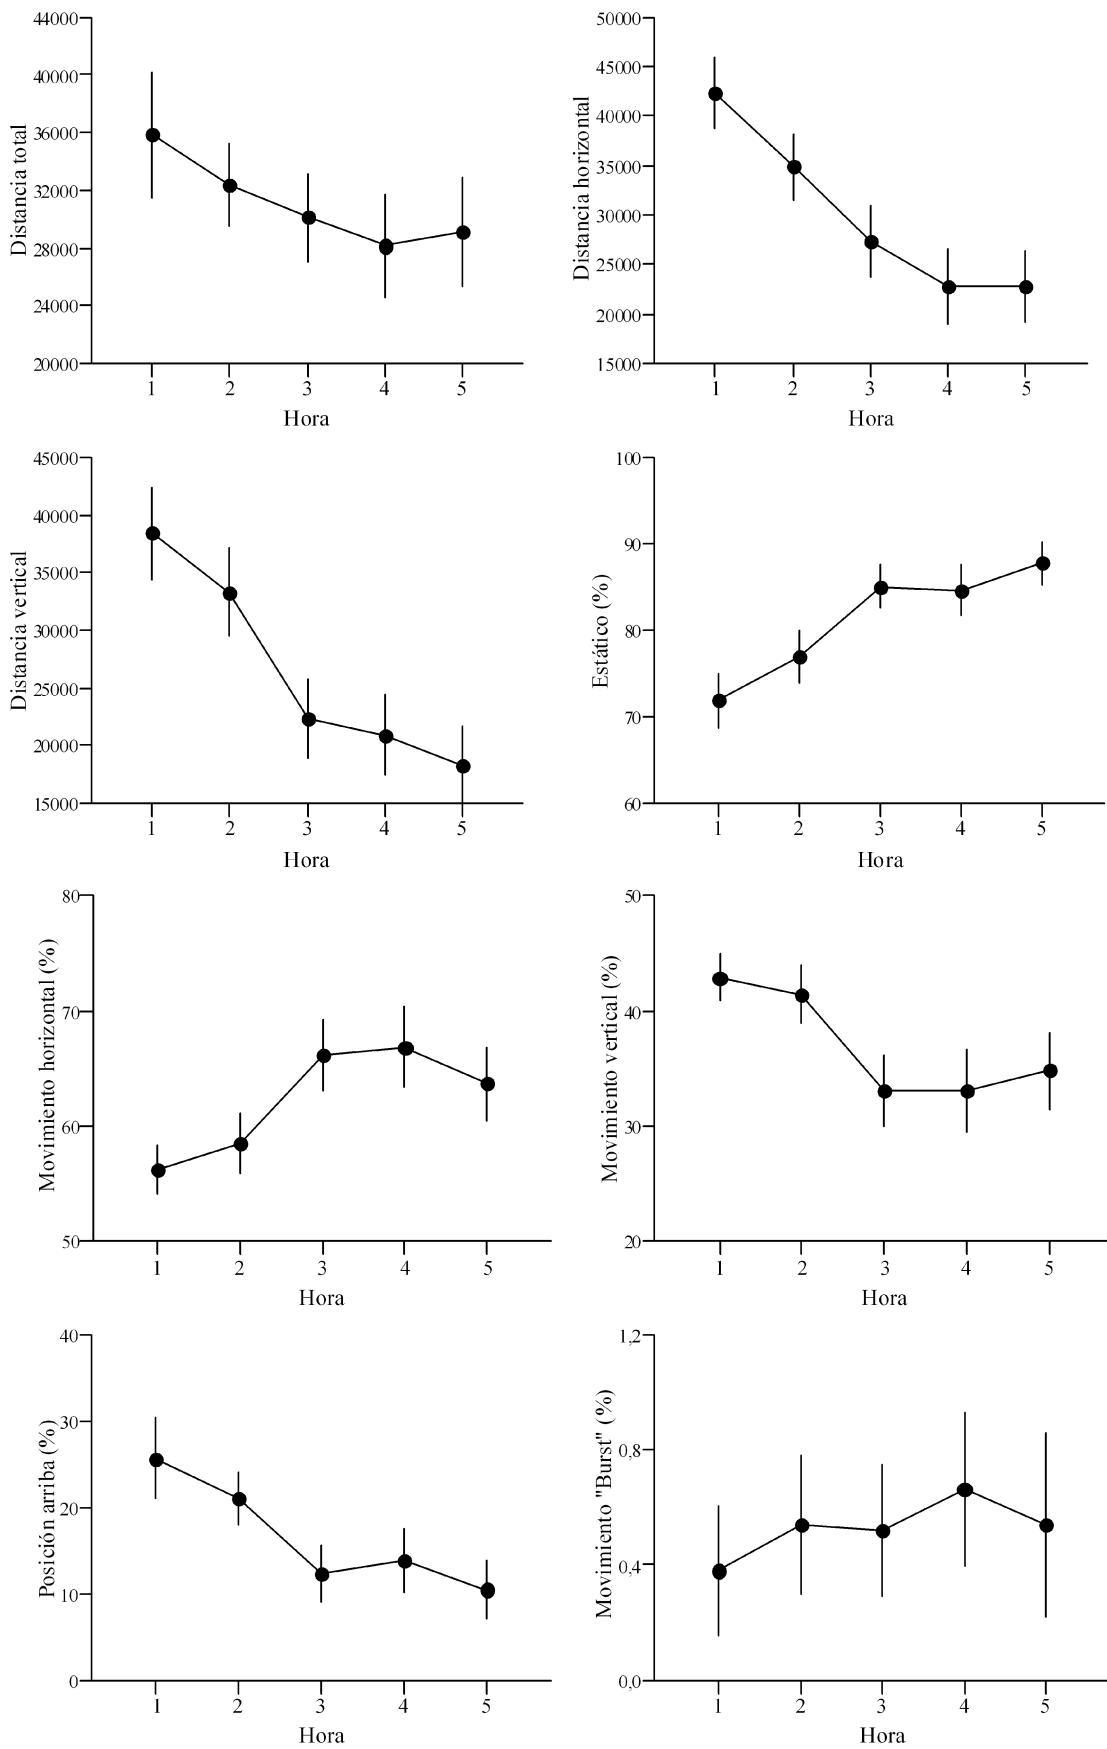 44000
40000
36000
32000
28000
24000
20000
Distancia total
1 2 3 4 5
Hora
50000
45000
40000
35000
30000
25000
20000
15000
Distancia horizontal
1 2 3 4 5
Hora
45000
40000
35000
30000
25000
20000
15000
Distancia vertical
1 2 3 4 5
Hora
100
90
80
70
60
Estático (%)
1 2 3 4 5
Hora
80
70
60
50
Movimiento horizontal (%)
1 2 3 4 5
Hora
50
40
30
20
Movimiento vertical (%)
1 2 3 4 5
Hora
40
30
20
10
0
Posición arriba (%)
1 2 3 4 5
Hora
1,2
0,8
0,4
0,0
Movimiento "Burst" (%)
1 2 3 4 5
Hora